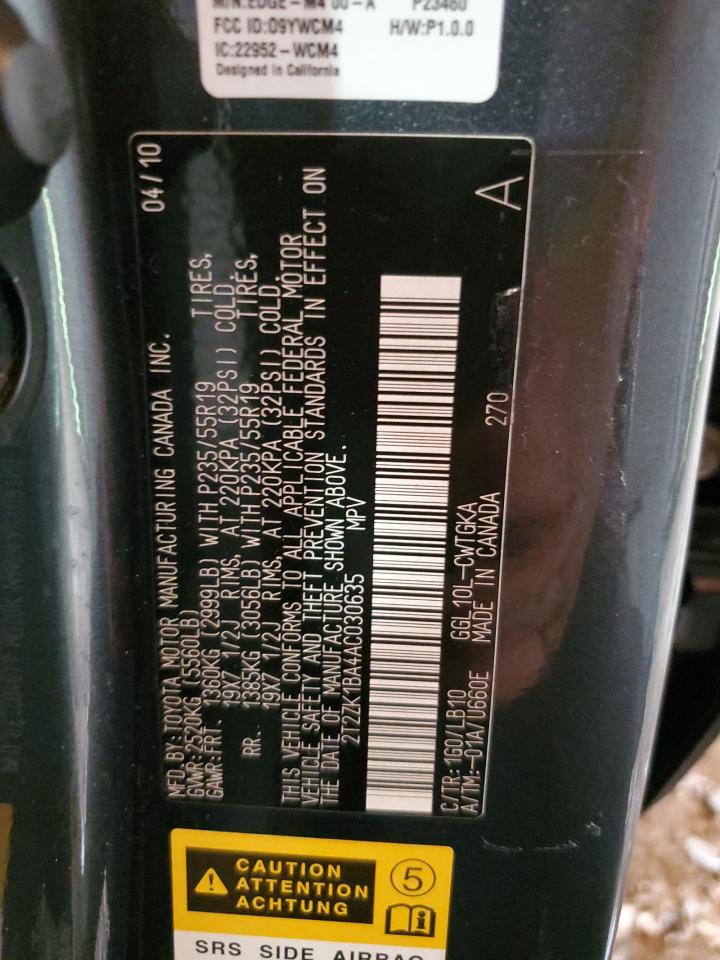 M/N:EDGE-M4 00-A P23460
FCC ID:O9YWCM4 H/W:P1.0.0
IC:22952-WCM4
Designed in California
MFD. BY: TOYOTA MOTOR MANUFACTURING CANADA INC. 04/10
GVWR: 2520KG (5560LB)
GAWR: FRT. 1360KG (2999LB) WITH P235/55R19 TIRES,
19X7 1/2J RIMS, AT 220KPA (32PSI) COLD.
RR. 1385KG (3056LB) WITH P235/55R19 TIRES,
19X7 1/2J RIMS, AT 220KPA (32PSI) COLD.
THIS VEHICLE CONFORMS TO ALL APPLICABLE FEDERAL MOTOR
VEHICLE SAFETY AND THEFT PREVENTION STANDARDS IN EFFECT ON
THE DATE OF MANUFACTURE SHOWN ABOVE.
2T2ZK1BA4AC030635 MPV
C/TR: 1G0/LB10 GGL10L-CWTGKA A
A/TM:-01A/U660E MADE IN CANADA 270
CAUTION
ATTENTION
ACHTUNG
5
SRS SIDE AIRBAG